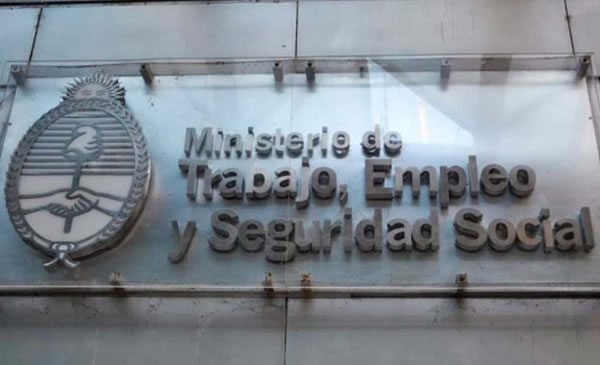 Ministerio de
Trabajo, Empleo
y Seguridad Social